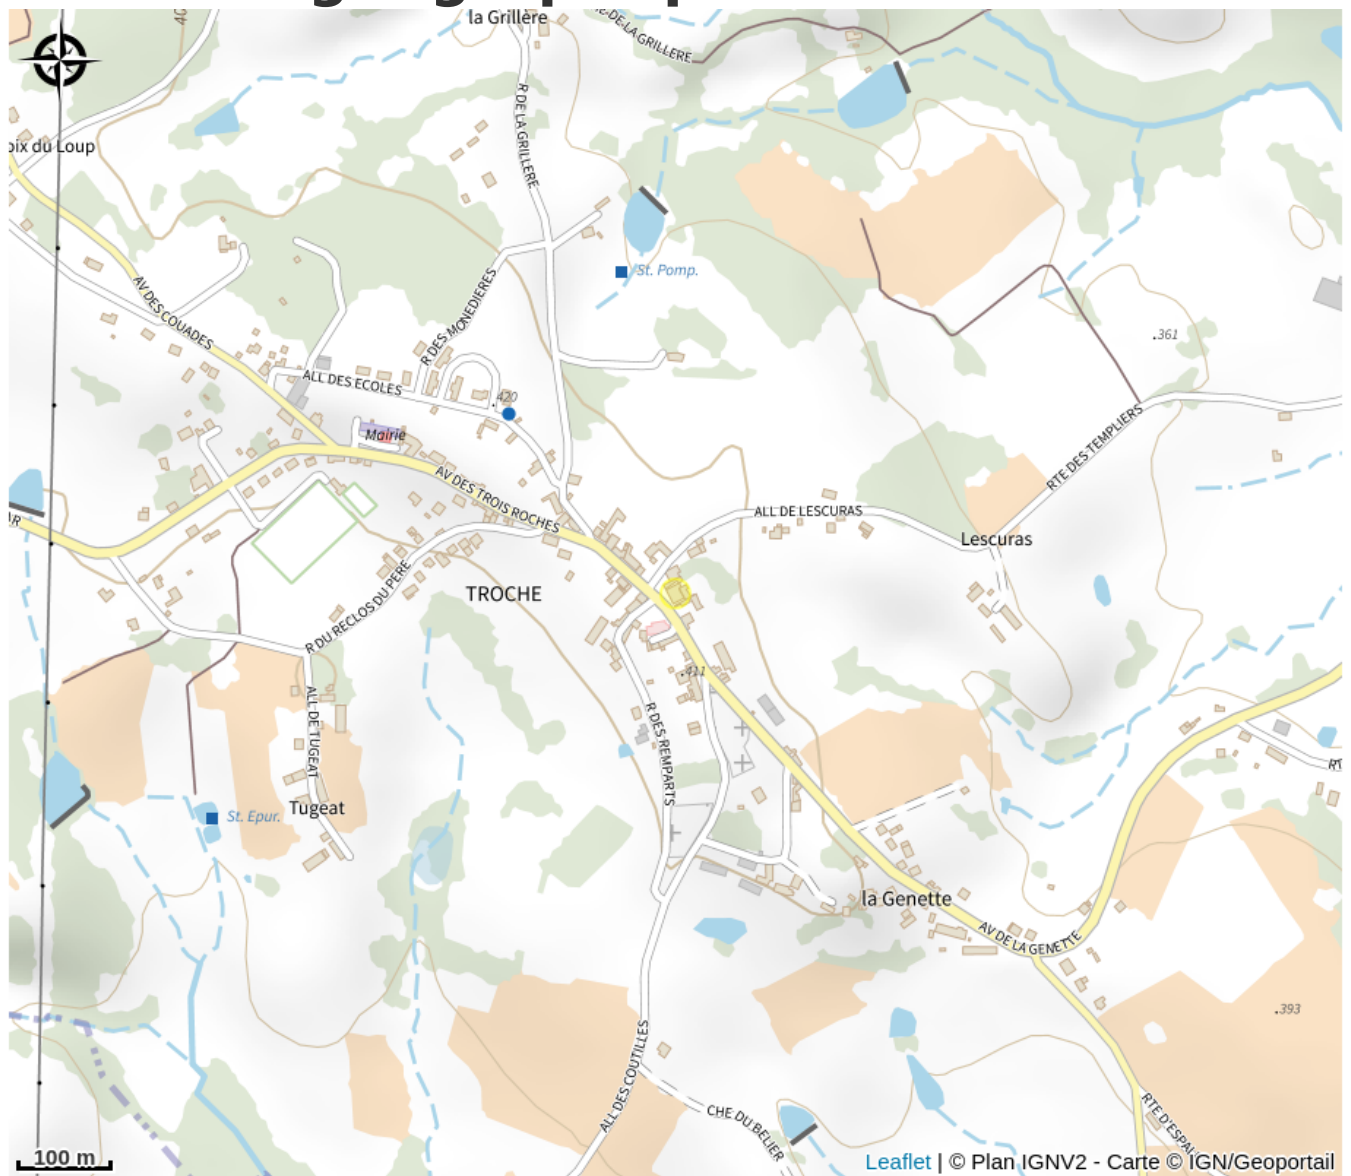 la Grillère
DE-LA GRILLERE
40
R DE LA GRILLERE
oix du Loup
St. Pomp.
AV DES COUADES
R DES MONEDIERES
.361
ALL DES ECOLES
.420
Mairie
RTE DES TEMPLIERS
AV DES TROIS ROCHES
ALL DE LESCURAS
AR
Lescuras
TROCHE
R DU RECLOS DU PERE
.411
ALL DE TUGEAT
R DES REMPARTS
Tugeat
St. Epur.
la Genette
AV DE LA GENETTE
.393
ALL DES COUTILLES
CHE DU BELIER
RTE D'ESPA
100 m
Leaflet | © Plan IGNV2 - Carte © IGN/Geoportail